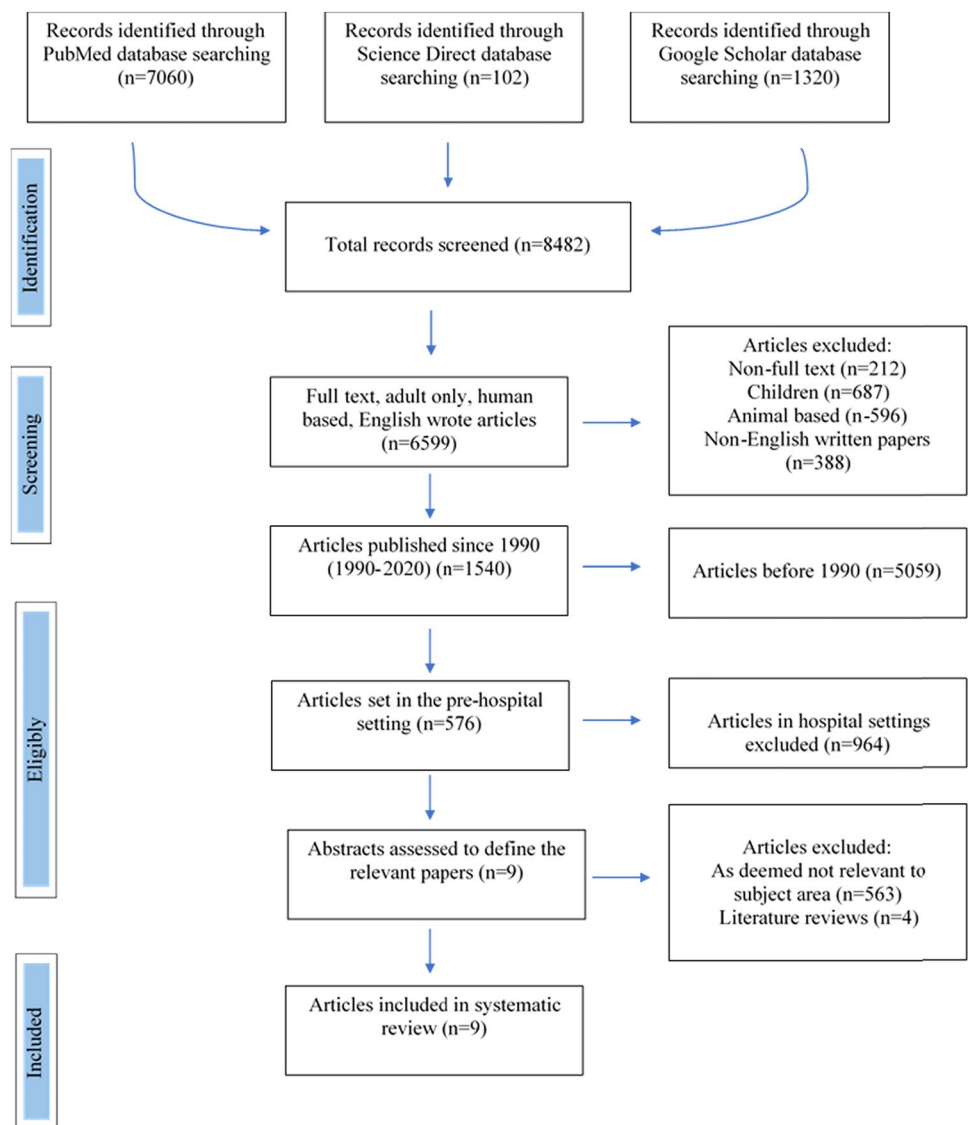 Records identified through
PubMed database searching
(n=7060)
Records identified through
Science Direct database
searching (n=102)
Records identified through
Google Scholar database
searching (n=1320)
Identification
Total records screened (n=8482)
Screening
Full text, adult only, human
based, English wrote articles
(n=6599)
Articles excluded:
Non-full text (n=212)
Children (n=687)
Animal based (n-596)
Non-English written papers
(n=388)
Articles published since 1990
(1990-2020) (n=1540)
Articles before 1990 (n=5059)
Eligibly
Articles set in the pre-hospital
setting (n=576)
Articles in hospital settings
excluded (n=964)
Abstracts assessed to define the
relevant papers (n=9)
Articles excluded:
As deemed not relevant to
subject area (n=563)
Literature reviews (n=4)
Included
Articles included in systematic
review (n=9)